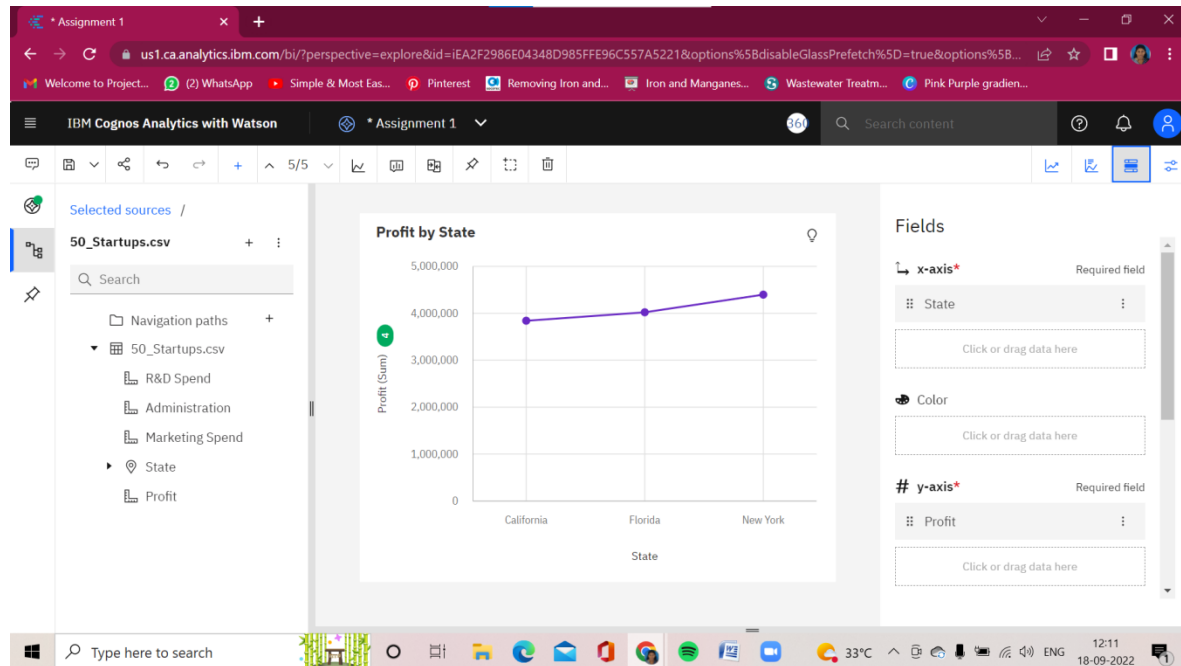 * Assignment 1
us1.ca.analytics.ibm.com/bi/?perspective=explore&id=iEA2F2986E04348D985FFE96C557A5221&options%5BdisableGlassPrefetch%5D=true&options%5B...
Welcome to Project... (2) WhatsApp Simple & Most Eas... Pinterest Removing Iron and... Iron and Manganes... Wastewater Treatm... Pink Purple gradien...
IBM Cognos Analytics with Watson * Assignment 1 360 Search content
5/5
Selected sources /
50_Startups.csv
Search
Navigation paths
50_Startups.csv
R&D Spend
Administration
Marketing Spend
State
Profit
Profit by State
5,000,000
4,000,000
3,000,000
2,000,000
1,000,000
0
Profit (Sum) 4
California Florida New York
State
Fields
x-axis* Required field
State
Click or drag data here
Color
Click or drag data here
# y-axis* Required field
Profit
Click or drag data here
Type here to search
33°C ENG 12:11
18-09-2022 1